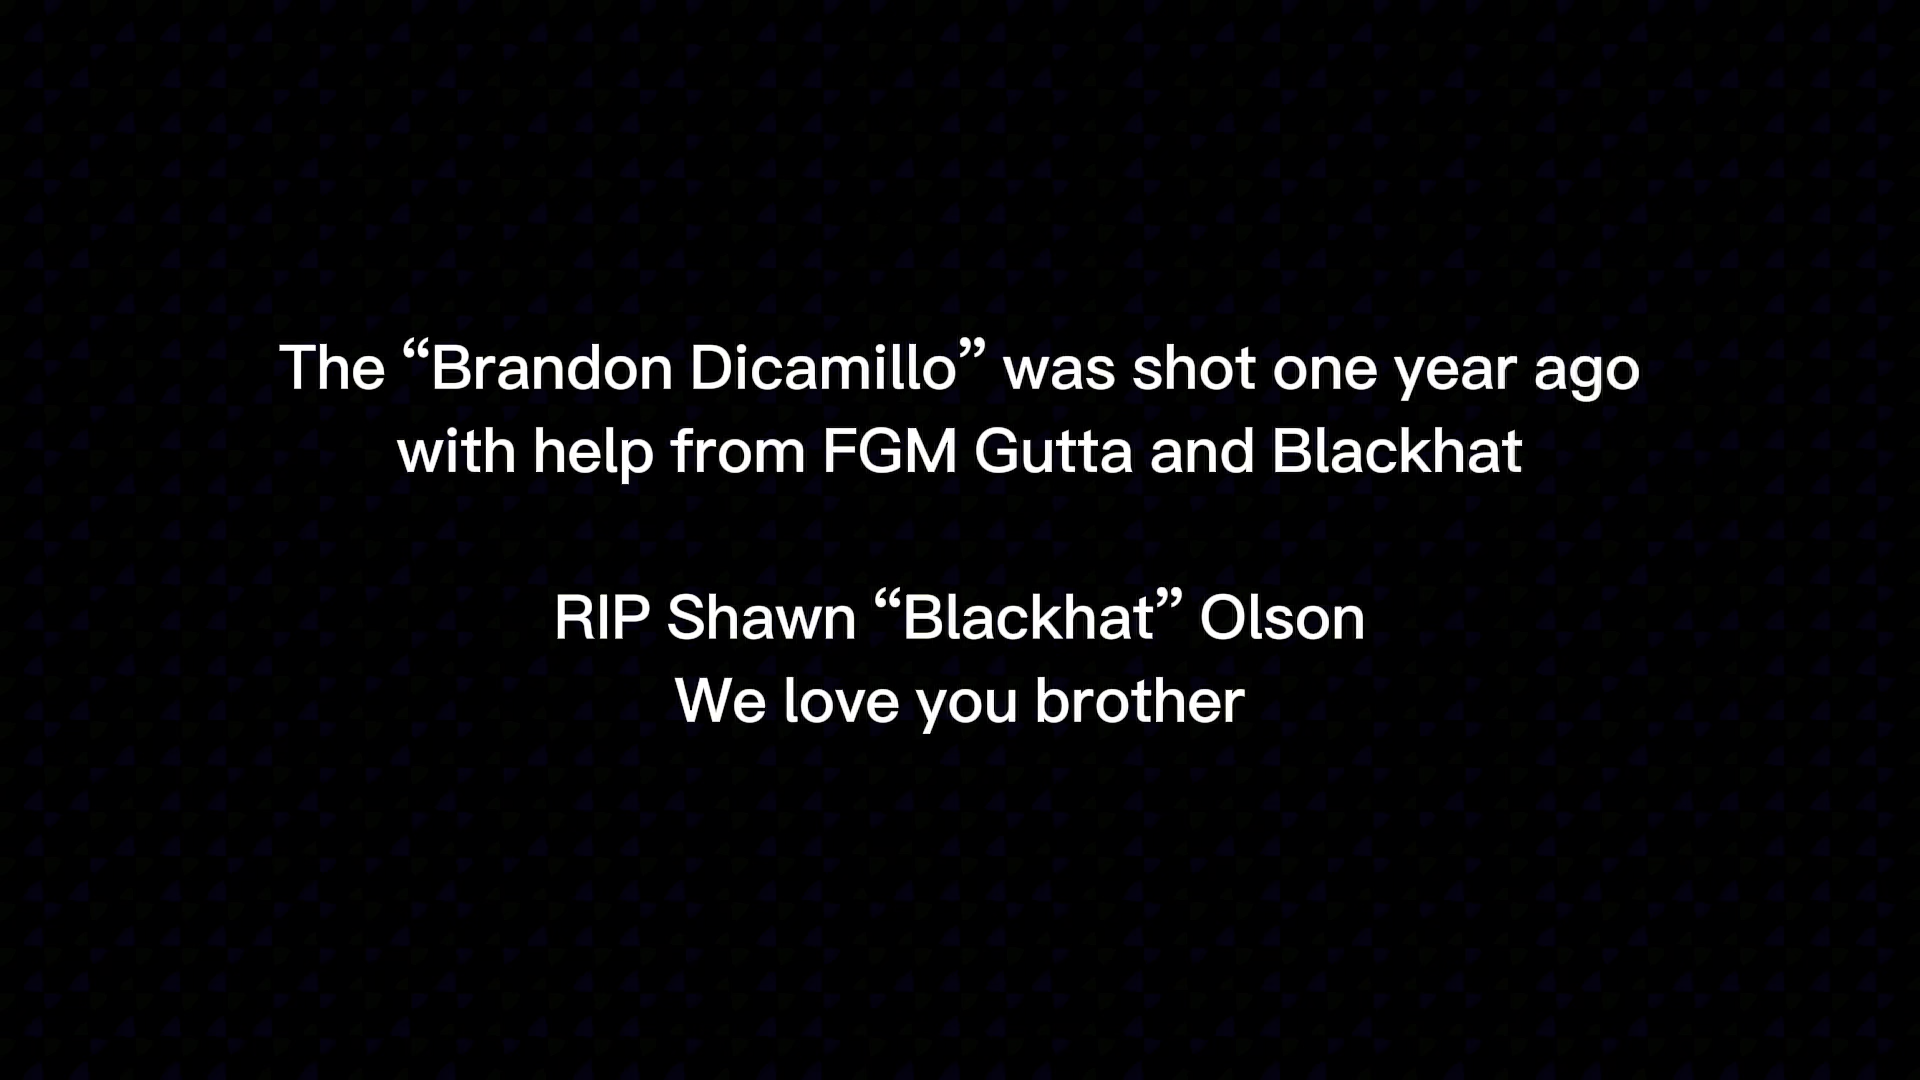 The “Brandon Dicamillo” was shot one year ago
with help from FGM Gutta and Blackhat
RIP Shawn “Blackhat” Olson
We love you brother